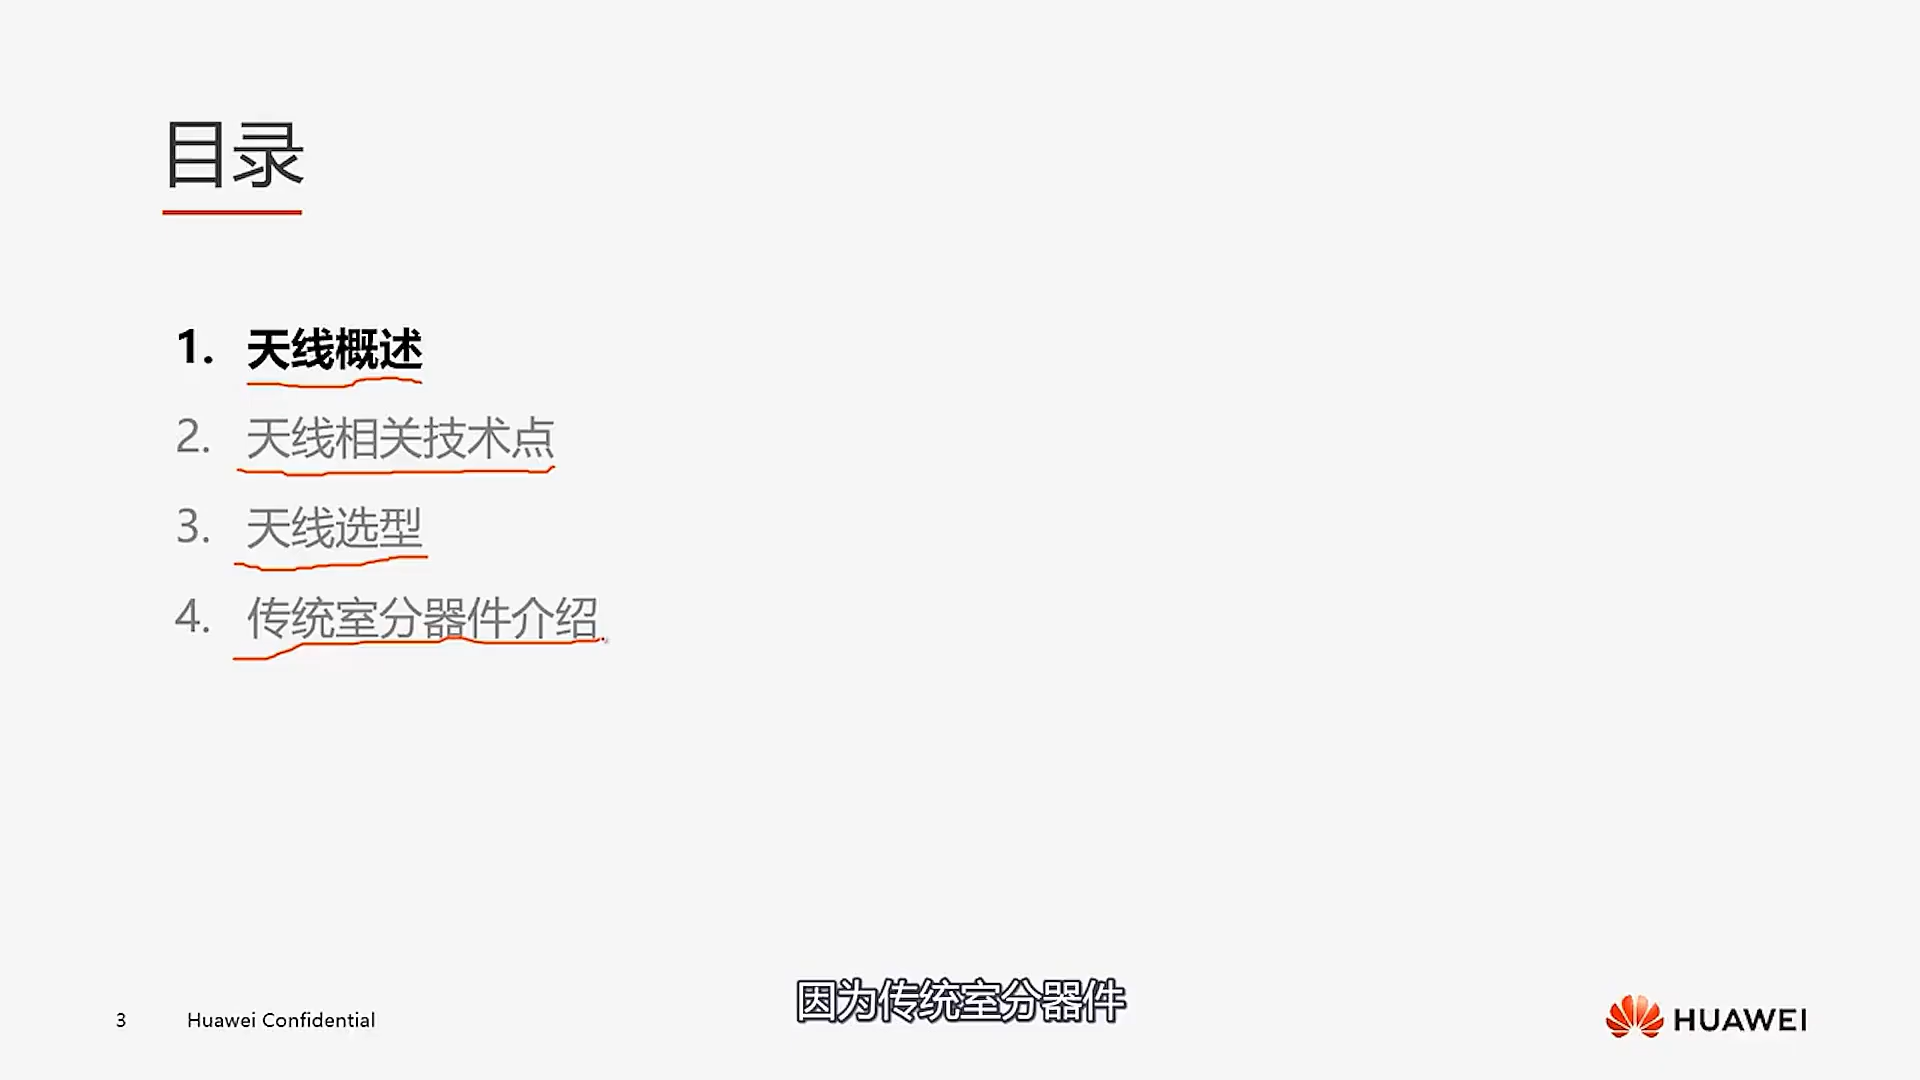 目录
1. 天线概述
2. 天线相关技术点
3. 天线选型
4. 传统室分器件介绍
因为传统室分器件
3 Huawei Confidential
HUAWEI